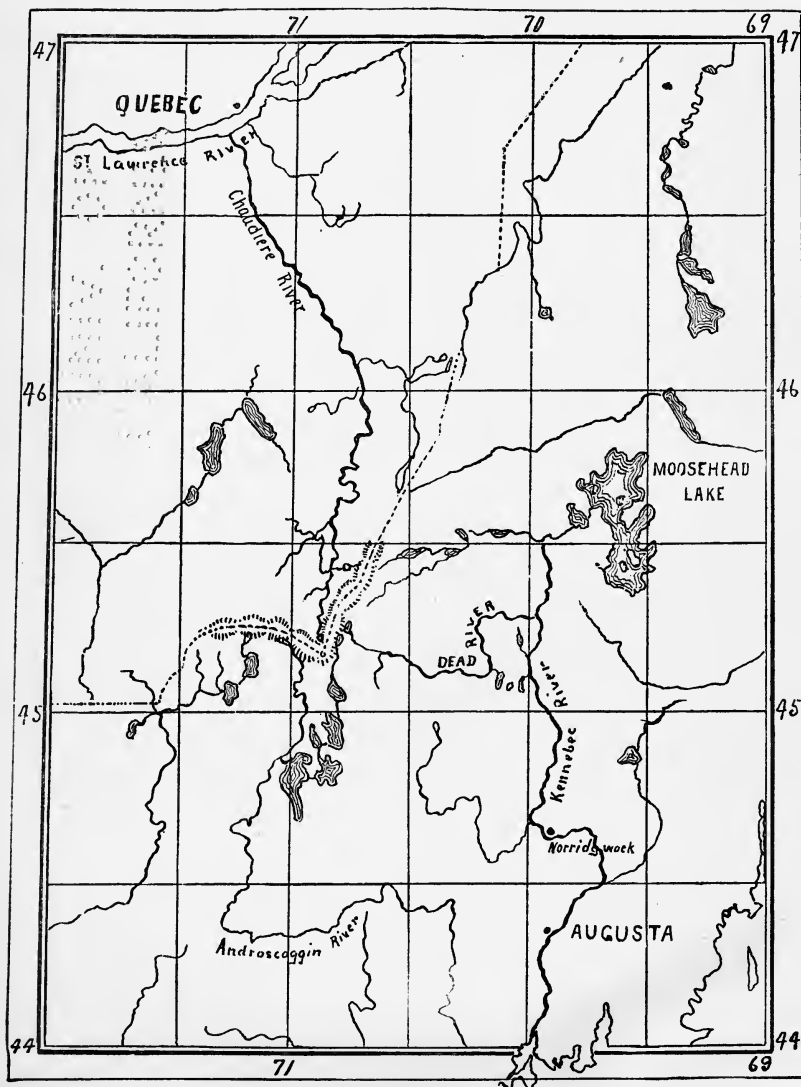 71 70 69
47 47
QUEBEC
ST Lawrence RIVER
Chaudiere River
46 46
MOOSEHEAD
LAKE
DEAD RIVER
45 45
Kennebec River
Norridgwock
Androscoggin River
AUGUSTA
44 44
71 69